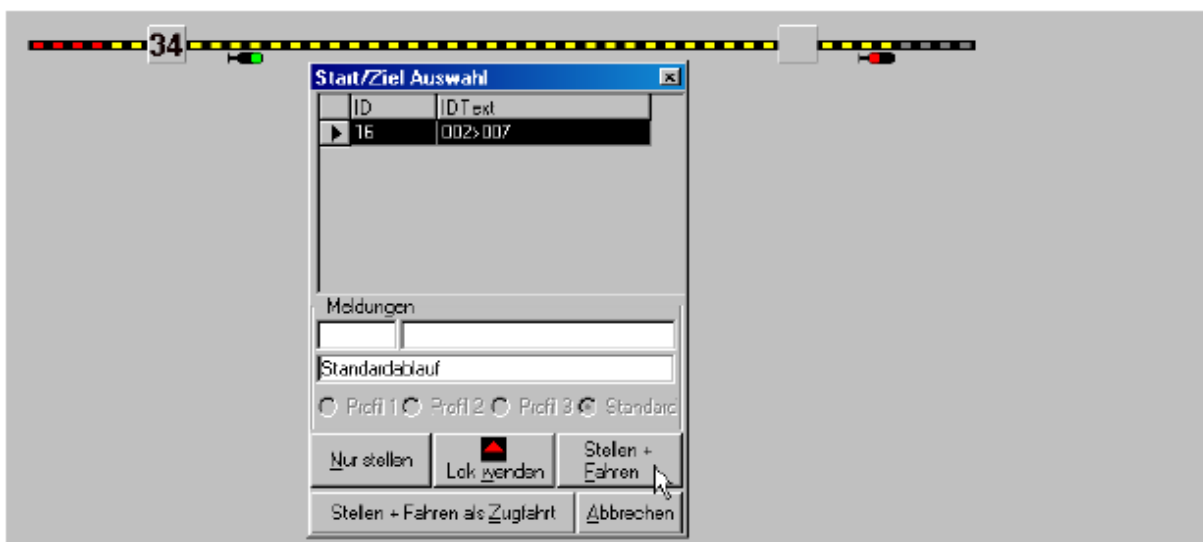 34
Start/Ziel Auswahl
ID IDText
16 002>007
Meldungen
Standardablauf
Profil 1 Profil 2 Profil 3 Standard
Nur stellen
Lok wenden
Stellen +
Fahren
Stellen + Fahren als Zugfahrt
Abbrechen